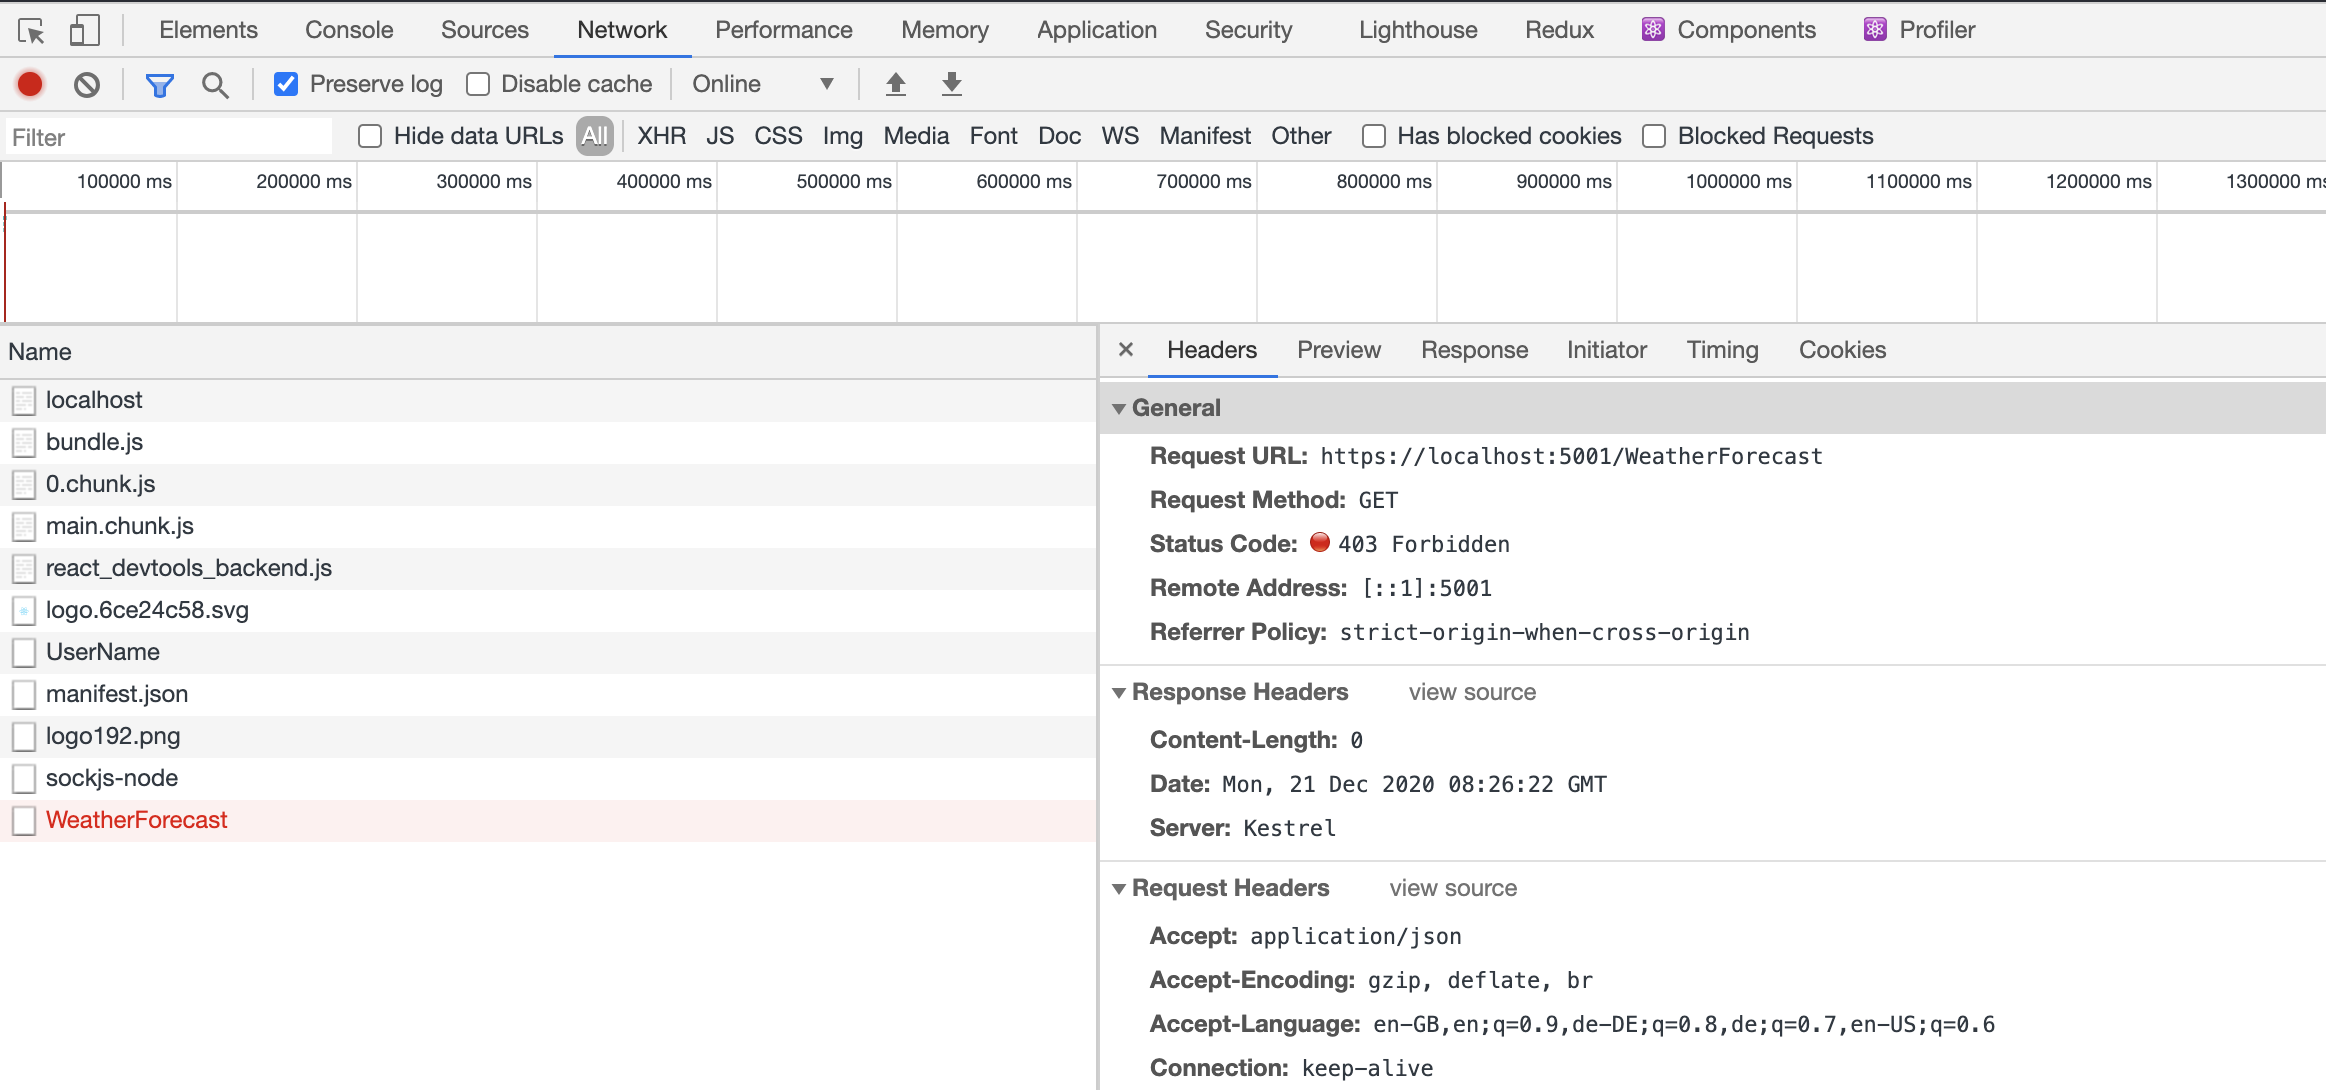 Elements Console Sources Network Performance Memory Application Security Lighthouse Redux Components Profiler
Preserve log Disable cache Online
Filter Hide data URLs All XHR JS CSS Img Media Font Doc WS Manifest Other Has blocked cookies Blocked Requests
100000 ms 200000 ms 300000 ms 400000 ms 500000 ms 600000 ms 700000 ms 800000 ms 900000 ms 1000000 ms 1100000 ms 1200000 ms 1300000 ms
Name
localhost
bundle.js
0.chunk.js
main.chunk.js
react_devtools_backend.js
logo.6ce24c58.svg
UserName
manifest.json
logo192.png
sockjs-node
WeatherForecast
× Headers Preview Response Initiator Timing Cookies
General
Request URL: https://localhost:5001/WeatherForecast
Request Method: GET
Status Code: 403 Forbidden
Remote Address: [::1]:5001
Referrer Policy: strict-origin-when-cross-origin
Response Headers view source
Content-Length: 0
Date: Mon, 21 Dec 2020 08:26:22 GMT
Server: Kestrel
Request Headers view source
Accept: application/json
Accept-Encoding: gzip, deflate, br
Accept-Language: en-GB,en;q=0.9,de-DE;q=0.8,de;q=0.7,en-US;q=0.6
Connection: keep-alive